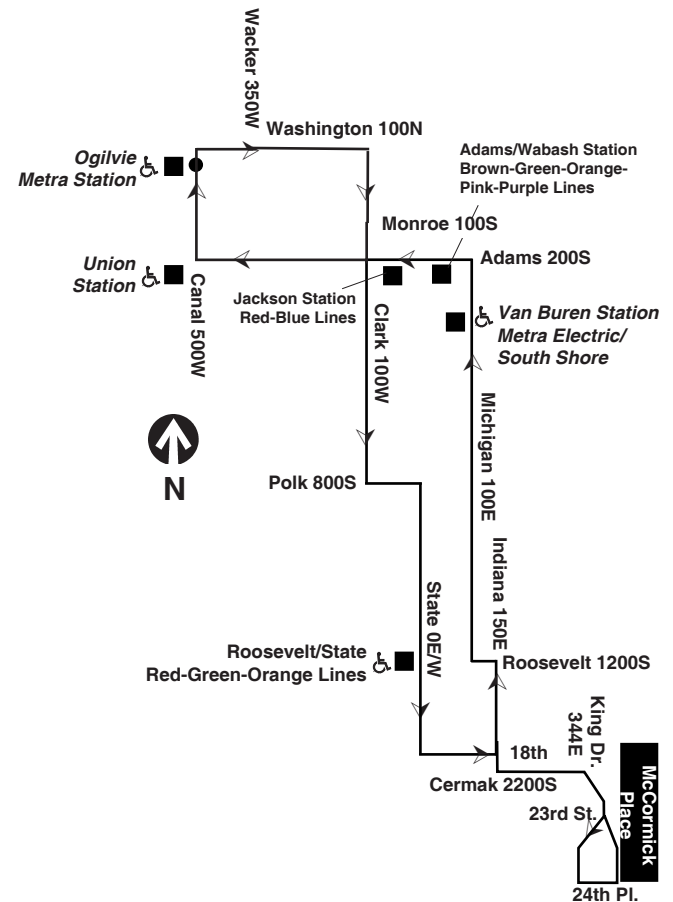 Wacker 350W
Washington 100N
Ogilvie
Metra Station
Adams/Wabash Station
Brown-Green-Orange-
Pink-Purple Lines
Monroe 100S
Union
Station
Canal 500W
Adams 200S
Jackson Station
Red-Blue Lines
Clark 100W
Van Buren Station
Metra Electric/
South Shore
Michigan 100E
N
Polk 800S
Indiana 150E
State 0E/W
Roosevelt/State
Red-Green-Orange Lines
Roosevelt 1200S
King Dr.
344E
18th
Cermak 2200S
McCormick
Place
23rd St.
24th Pl.